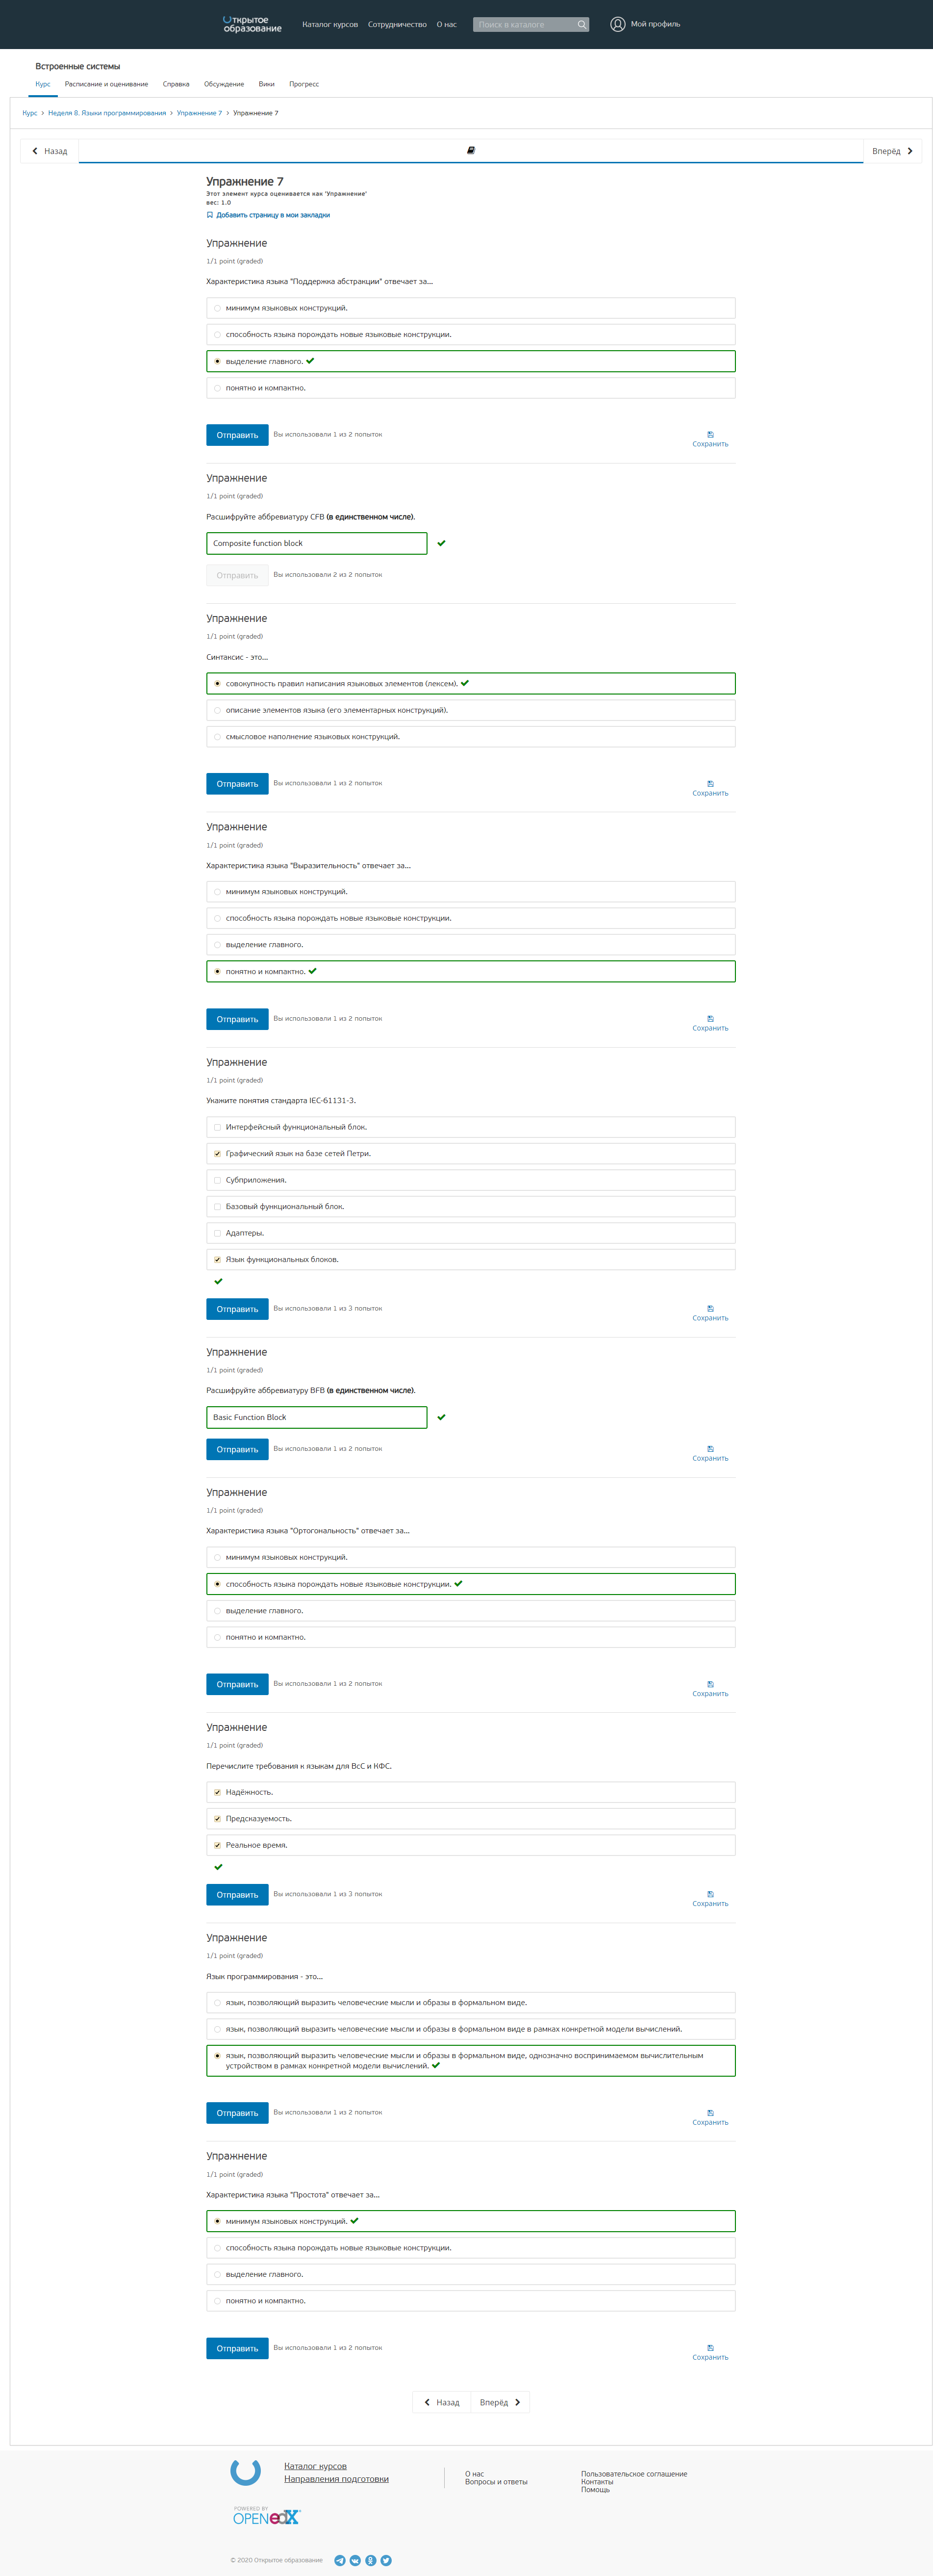 Открытое образование
Каталог курсов Сотрудничество О нас Поиск в каталоге Мой профиль
Встроенные системы
Курс Расписание и оценивание Справка Обсуждение Вики Прогресс
Курс > Неделя 8. Языки программирования > Упражнение 7 > Упражнение 7
Назад Вперёд
Упражнение 7
Этот элемент курса оценивается как 'Упражнение'
вес: 1.0
Добавить страницу в мои закладки
Упражнение
1/1 point (graded)
Характеристика языка "Поддержка абстракции" отвечает за...
минимум языковых конструкций.
способность языка порождать новые языковые конструкции.
выделение главного.
понятно и компактно.
Отправить Вы использовали 1 из 2 попыток
Сохранить
Упражнение
1/1 point (graded)
Расшифруйте аббревиатуру CFB (в единственном числе).
Composite function block
Отправить Вы использовали 2 из 2 попыток
Упражнение
1/1 point (graded)
Синтаксис - это...
совокупность правил написания языковых элементов (лексем).
описание элементов языка (его элементарных конструкций).
смысловое наполнение языковых конструкций.
Отправить Вы использовали 1 из 2 попыток
Сохранить
Упражнение
1/1 point (graded)
Характеристика языка "Выразительность" отвечает за...
минимум языковых конструкций.
способность языка порождать новые языковые конструкции.
выделение главного.
понятно и компактно.
Отправить Вы использовали 1 из 2 попыток
Сохранить
Упражнение
1/1 point (graded)
Укажите понятия стандарта IEC-61131-3.
Интерфейсный функциональный блок.
Графический язык на базе сетей Петри.
Субприложения.
Базовый функциональный блок.
Адаптеры.
Язык функциональных блоков.
Отправить Вы использовали 1 из 3 попыток
Сохранить
Упражнение
1/1 point (graded)
Расшифруйте аббревиатуру BFB (в единственном числе).
Basic Function Block
Отправить Вы использовали 1 из 2 попыток
Сохранить
Упражнение
1/1 point (graded)
Характеристика языка "Ортогональность" отвечает за...
минимум языковых конструкций.
способность языка порождать новые языковые конструкции.
выделение главного.
понятно и компактно.
Отправить Вы использовали 1 из 2 попыток
Сохранить
Упражнение
1/1 point (graded)
Перечислите требования к языкам для ВсС и КФС.
Надёжность.
Предсказуемость.
Реальное время.
Отправить Вы использовали 1 из 3 попыток
Сохранить
Упражнение
1/1 point (graded)
Язык программирования - это...
язык, позволяющий выразить человеческие мысли и образы в формальном виде.
язык, позволяющий выразить человеческие мысли и образы в формальном виде в рамках конкретной модели вычислений.
язык, позволяющий выразить человеческие мысли и образы в формальном виде, однозначно воспринимаемом вычислительным
устройством в рамках конкретной модели вычислений.
Отправить Вы использовали 1 из 2 попыток
Сохранить
Упражнение
1/1 point (graded)
Характеристика языка "Простота" отвечает за...
минимум языковых конструкций.
способность языка порождать новые языковые конструкции.
выделение главного.
понятно и компактно.
Отправить Вы использовали 1 из 2 попыток
Сохранить
Назад Вперёд
Каталог курсов
Направления подготовки
О нас
Вопросы и ответы
Пользовательское соглашение
Контакты
Помощь
POWERED BY
OPEN edX
© 2020 Открытое образование